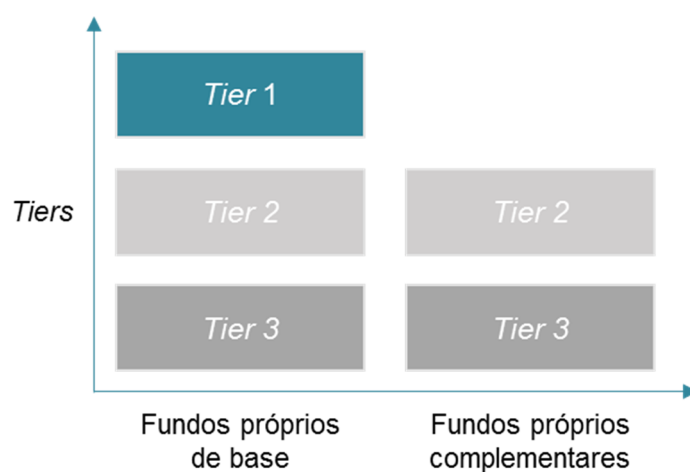 Tier 1
Tiers
Tier 2
Tier 2
Tier 3
Tier 3
Fundos próprios
de base
Fundos próprios
complementares